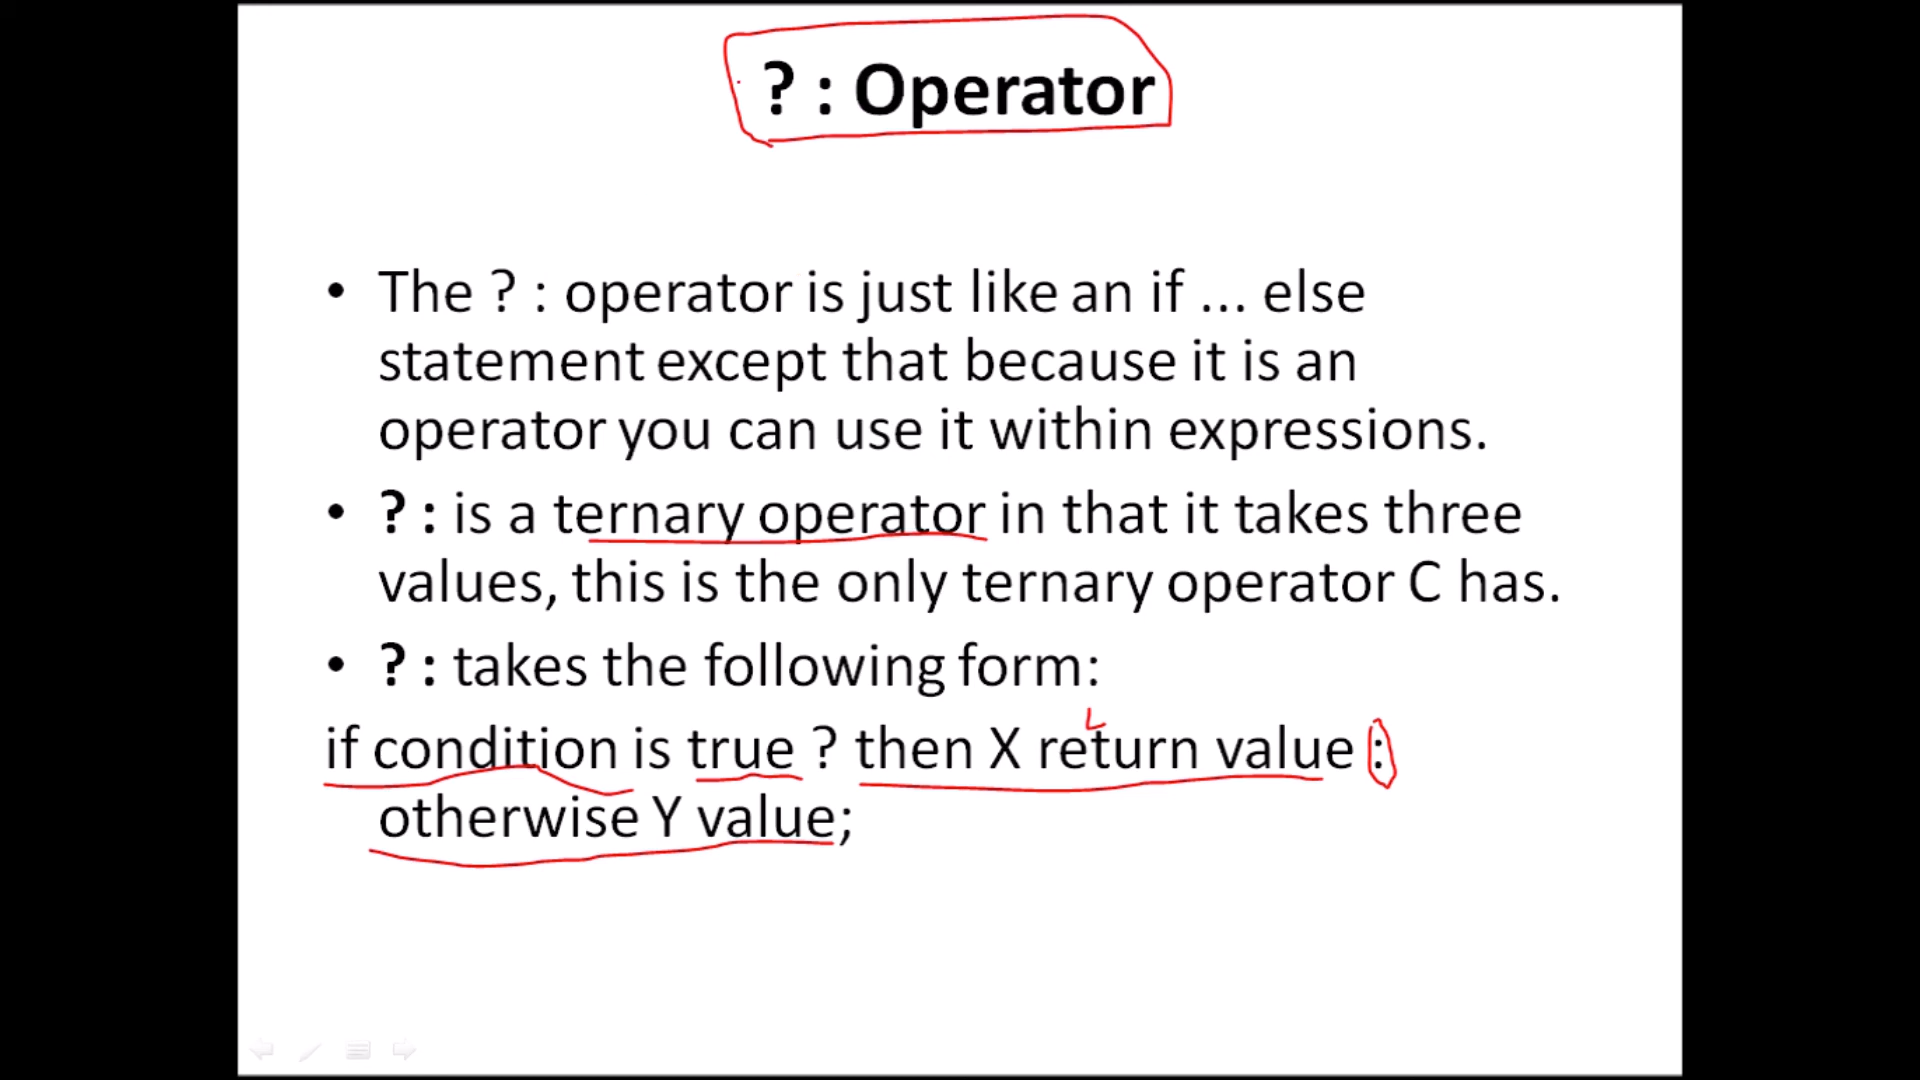 ? : Operator
• The ? : operator is just like an if ... else
statement except that because it is an
operator you can use it within expressions.
• ? : is a ternary operator in that it takes three
values, this is the only ternary operator C has.
• ? : takes the following form:
if condition is true ? then X return value :
otherwise Y value;